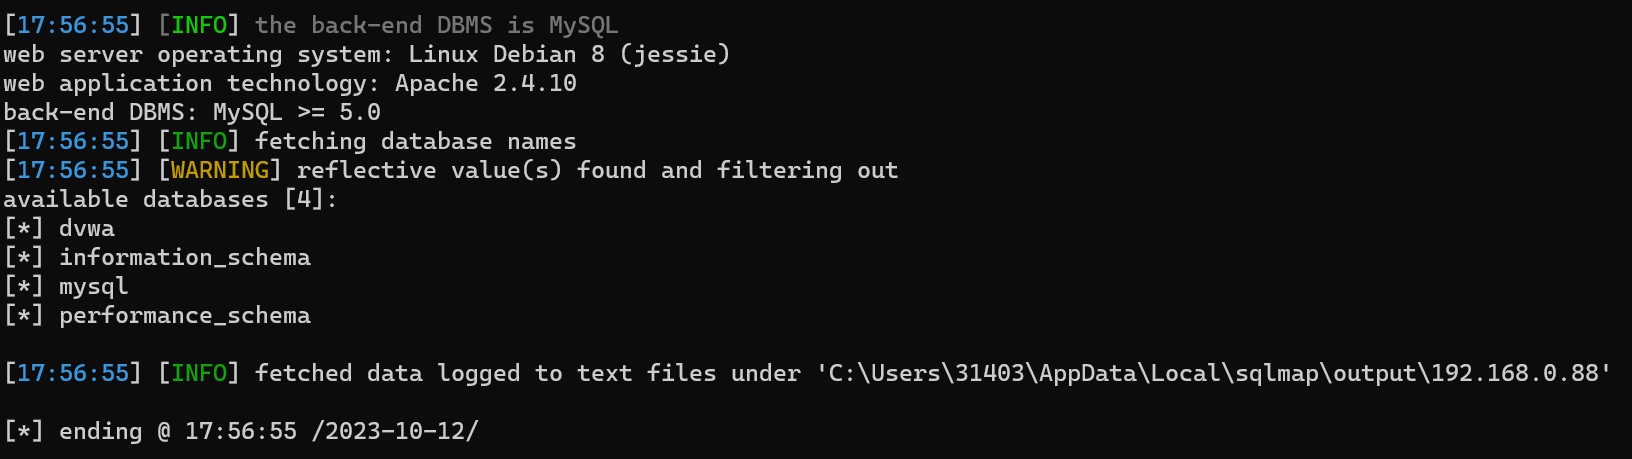 [17:56:55] [INFO] the back-end DBMS is MySQL
web server operating system: Linux Debian 8 (jessie)
web application technology: Apache 2.4.10
back-end DBMS: MySQL >= 5.0
[17:56:55] [INFO] fetching database names
[17:56:55] [WARNING] reflective value(s) found and filtering out
available databases [4]:
[*] dvwa
[*] information_schema
[*] mysql
[*] performance_schema
[17:56:55] [INFO] fetched data logged to text files under 'C:\Users\31403\AppData\Local\sqlmap\output\192.168.0.88'
[*] ending @ 17:56:55 /2023-10-12/